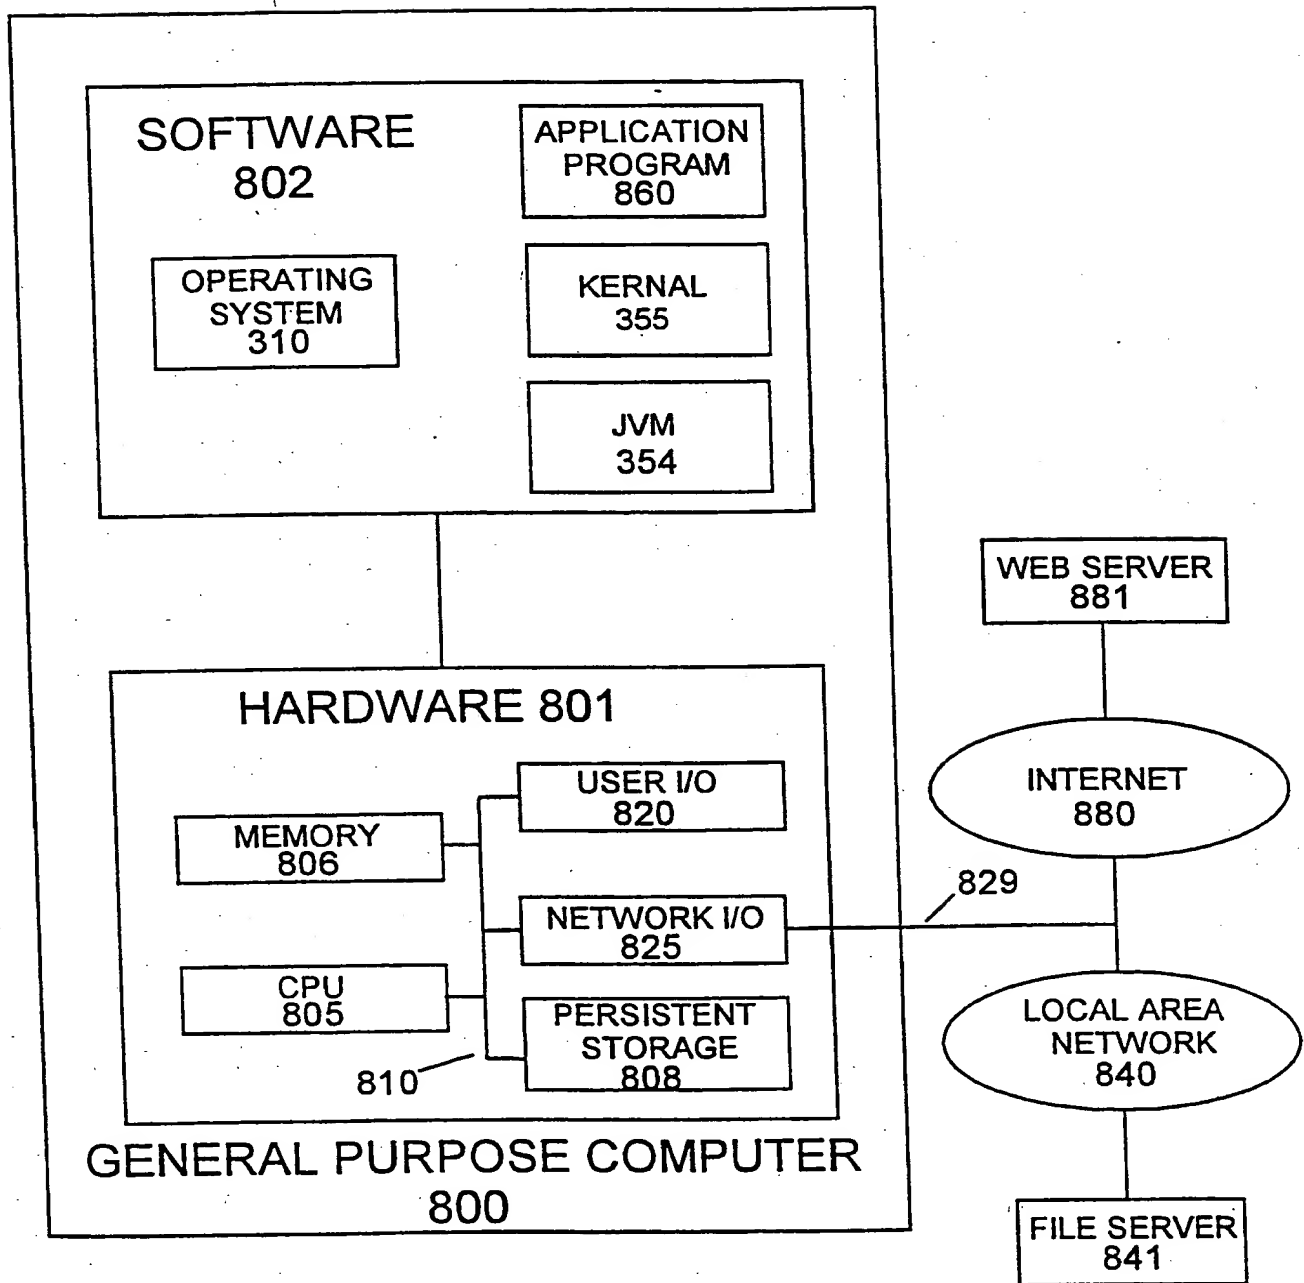 SOFTWARE
802
APPLICATION
PROGRAM
860
OPERATING
SYSTEM
310
KERNAL
355
JVM
354
HARDWARE 801
USER I/O
820
MEMORY
806
NETWORK I/O
825
CPU
805
PERSISTENT
STORAGE
808
810
GENERAL PURPOSE COMPUTER
800
WEB SERVER
881
INTERNET
880
829
LOCAL AREA
NETWORK
840
FILE SERVER
841